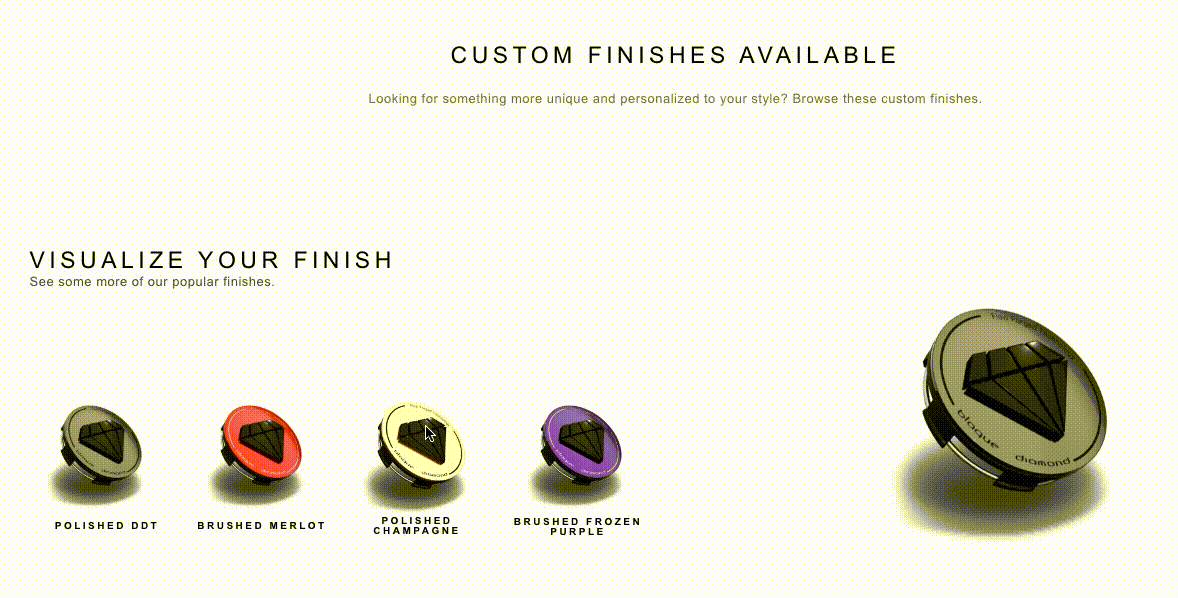 CUSTOM FINISHES AVAILABLE
Looking for something more unique and personalized to your style? Browse these custom finishes.
VISUALIZE YOUR FINISH
See some more of our popular finishes.
blaque
diamond
POLISHED DDT
BRUSHED MERLOT
POLISHED
CHAMPAGNE
BRUSHED FROZEN
PURPLE